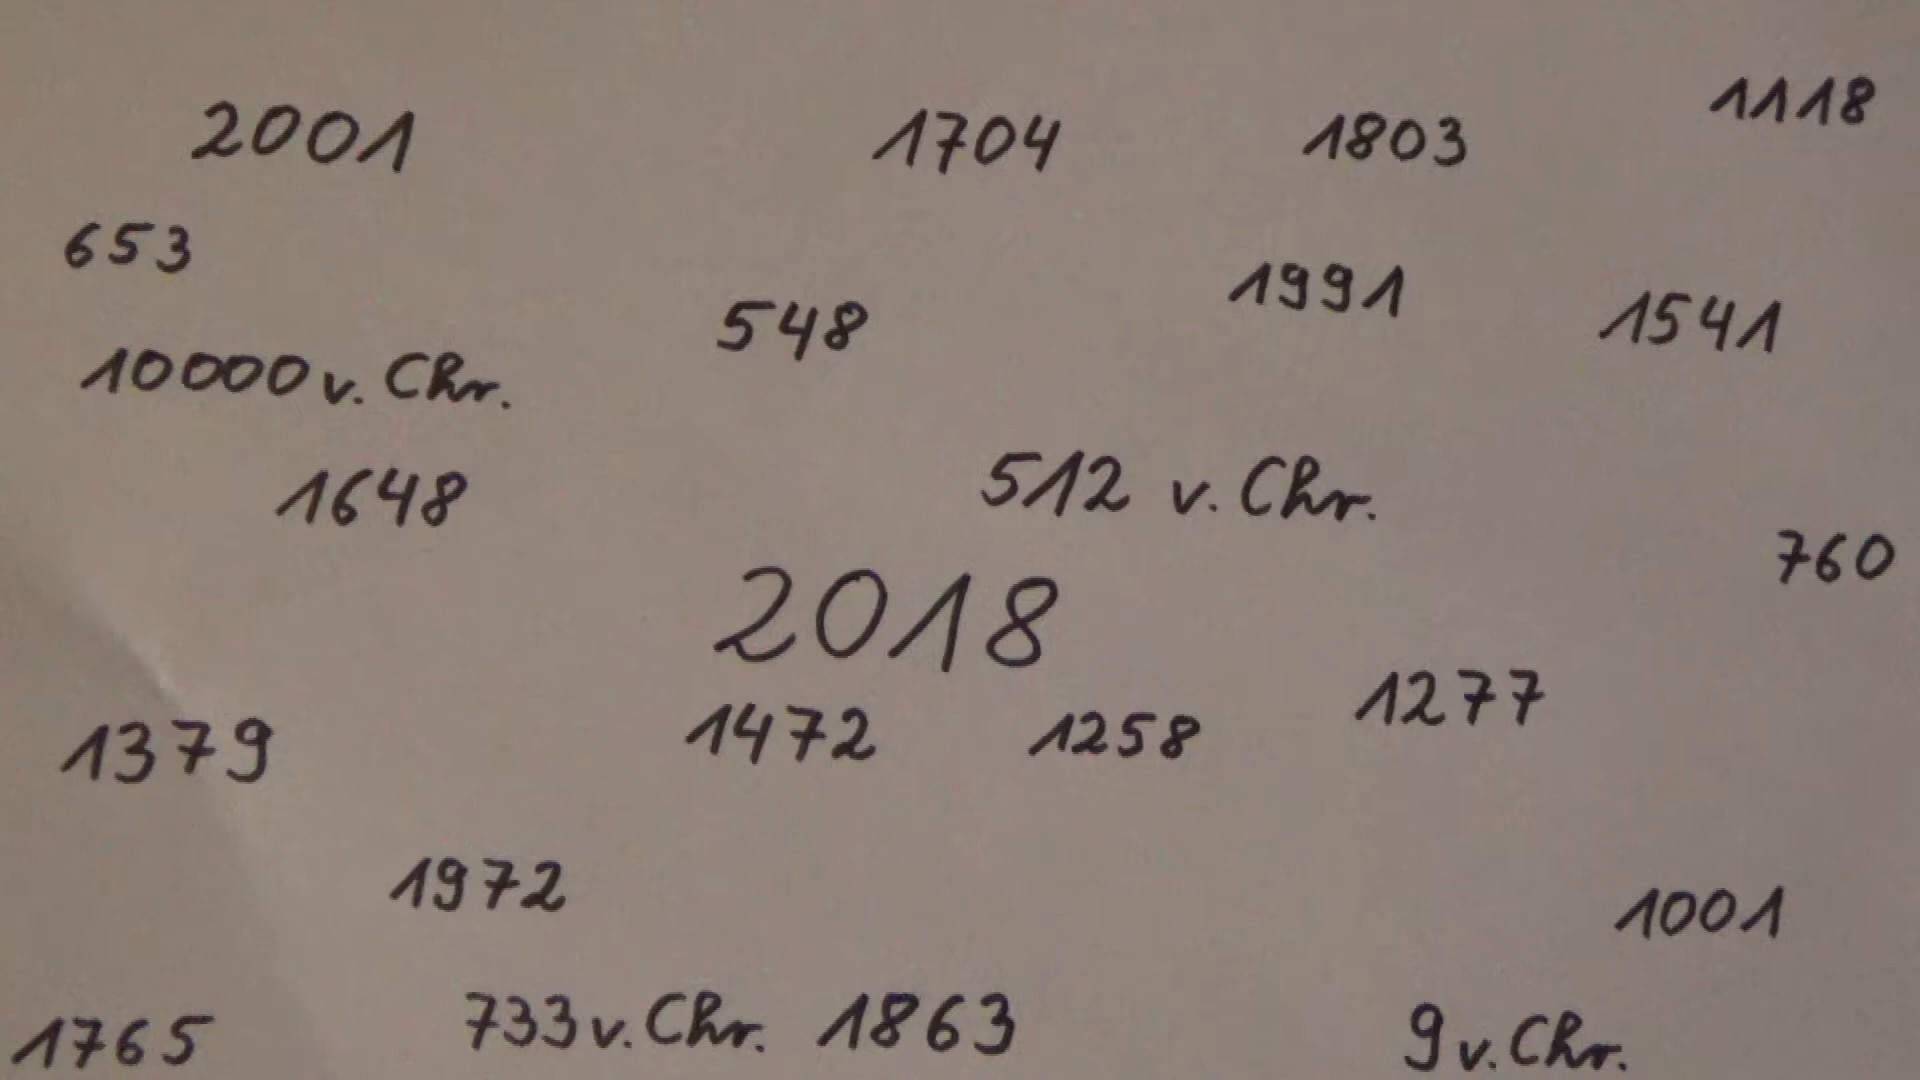 2001 1704 1803 1118
653 548 1991 1541
10000 v. Chr.
1648 512 v. Chr. 760
2018
1379 1472 1258 1277
1972 1001
1765 733 v. Chr. 1863 9 v. Chr.